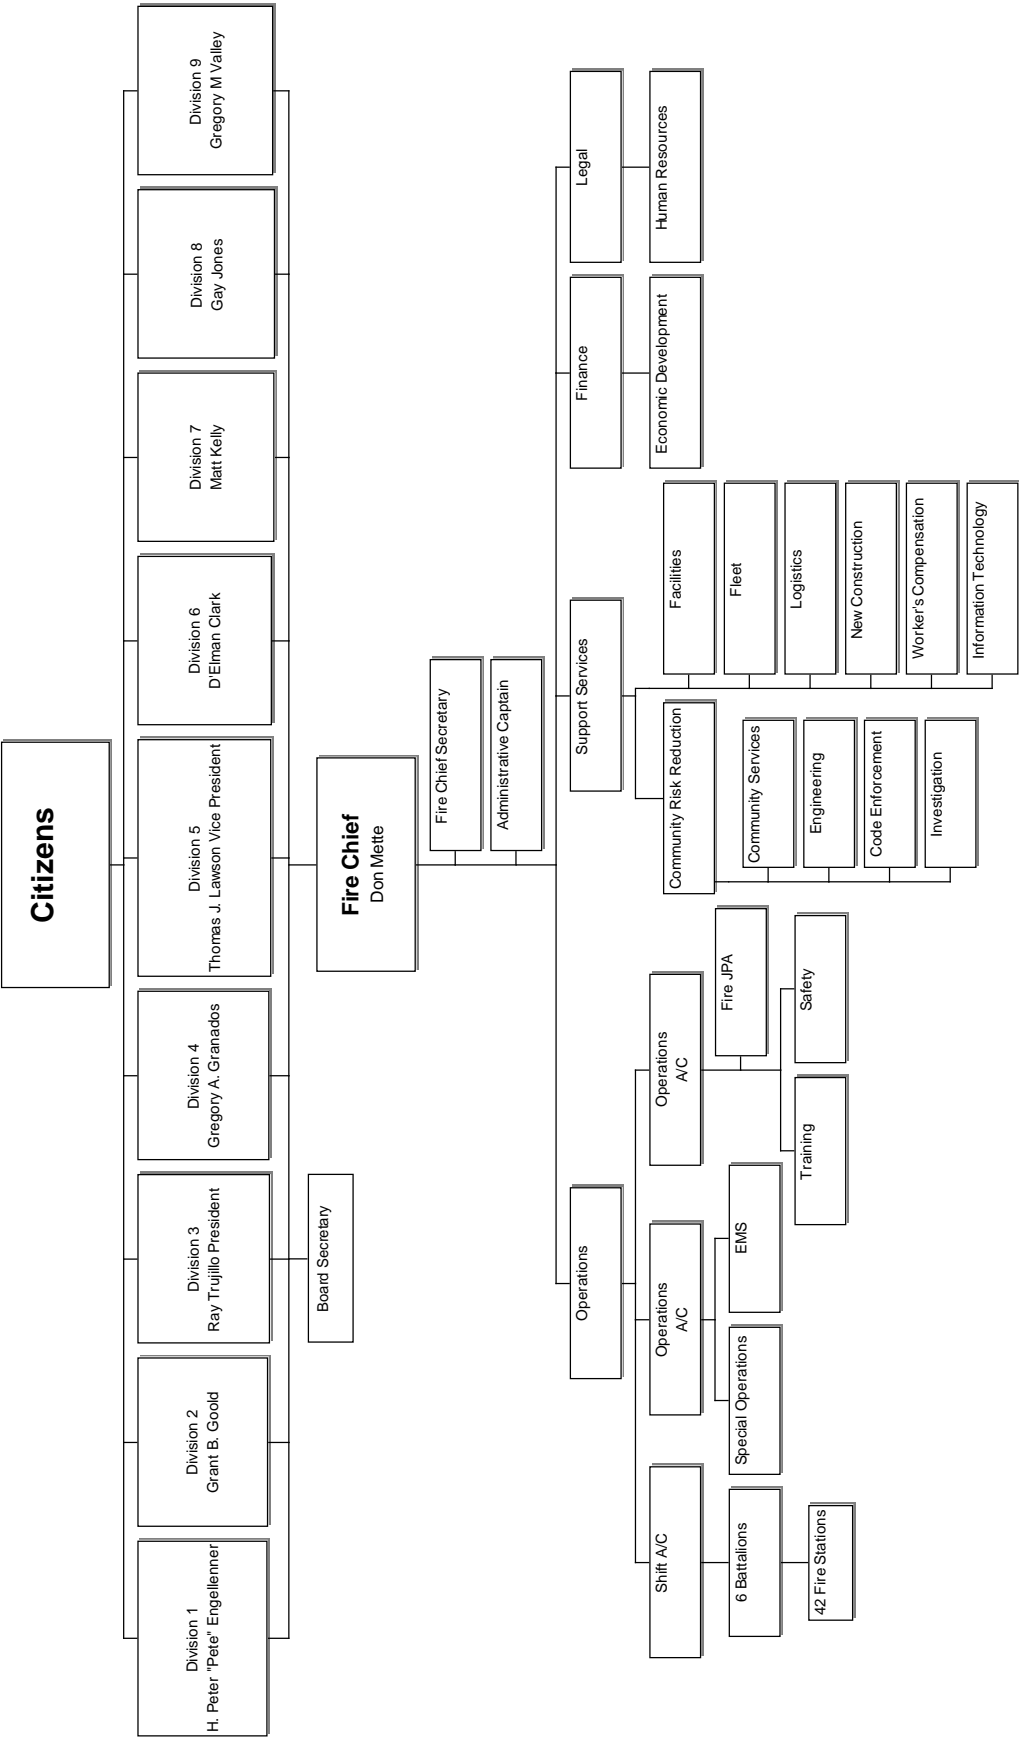 Citizens
Division 1
H. Peter "Pete" Engellenner
Division 2
Grant B. Goold
Division 3
Ray Trujillo President
Division 4
Gregory A. Granados
Division 5
Thomas J. Lawson Vice President
Division 6
D'Elman Clark
Division 7
Matt Kelly
Division 8
Gay Jones
Division 9
Gregory M Valley
Board Secretary
Fire Chief
Don Mette
Fire Chief Secretary
Administrative Captain
Operations
Support Services
Finance
Legal
Shift A/C
Operations
A/C
Operations
A/C
Economic Development
Human Resources
6 Battalions
42 Fire Stations
Special Operations
EMS
Fire JPA
Training
Safety
Community Risk Reduction
Community Services
Engineering
Code Enforcement
Investigation
Facilities
Fleet
Logistics
New Construction
Worker's Compensation
Information Technology